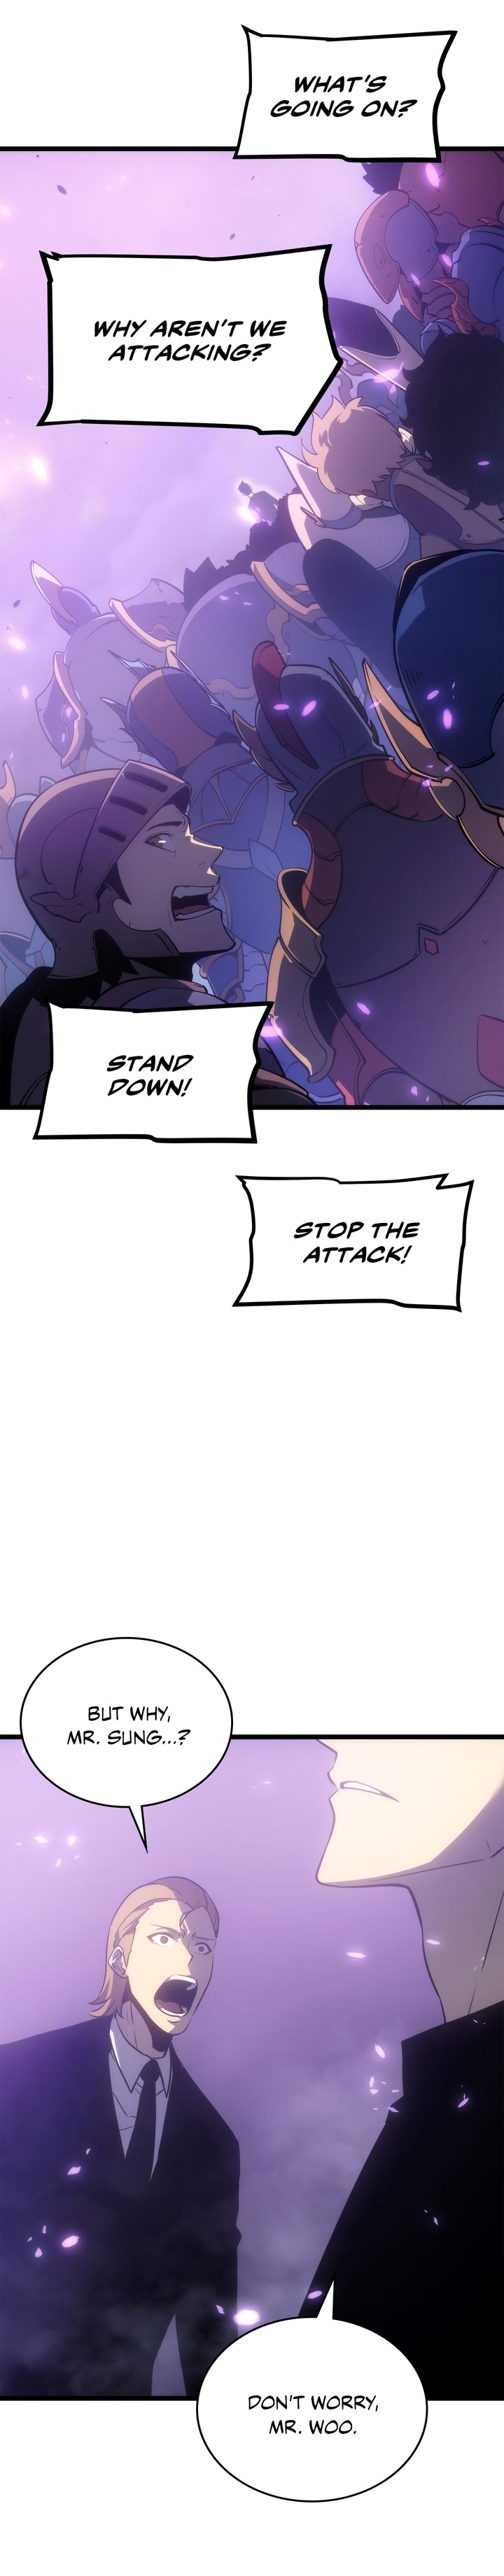 WHAT'S
GOING ON?
WHY AREN'T WE
ATTACKING?
STAND
DOWN!
STOP THE
ATTACK!
BUT WHY,
MR. SUNG...?
DON'T WORRY,
MR. WOO.